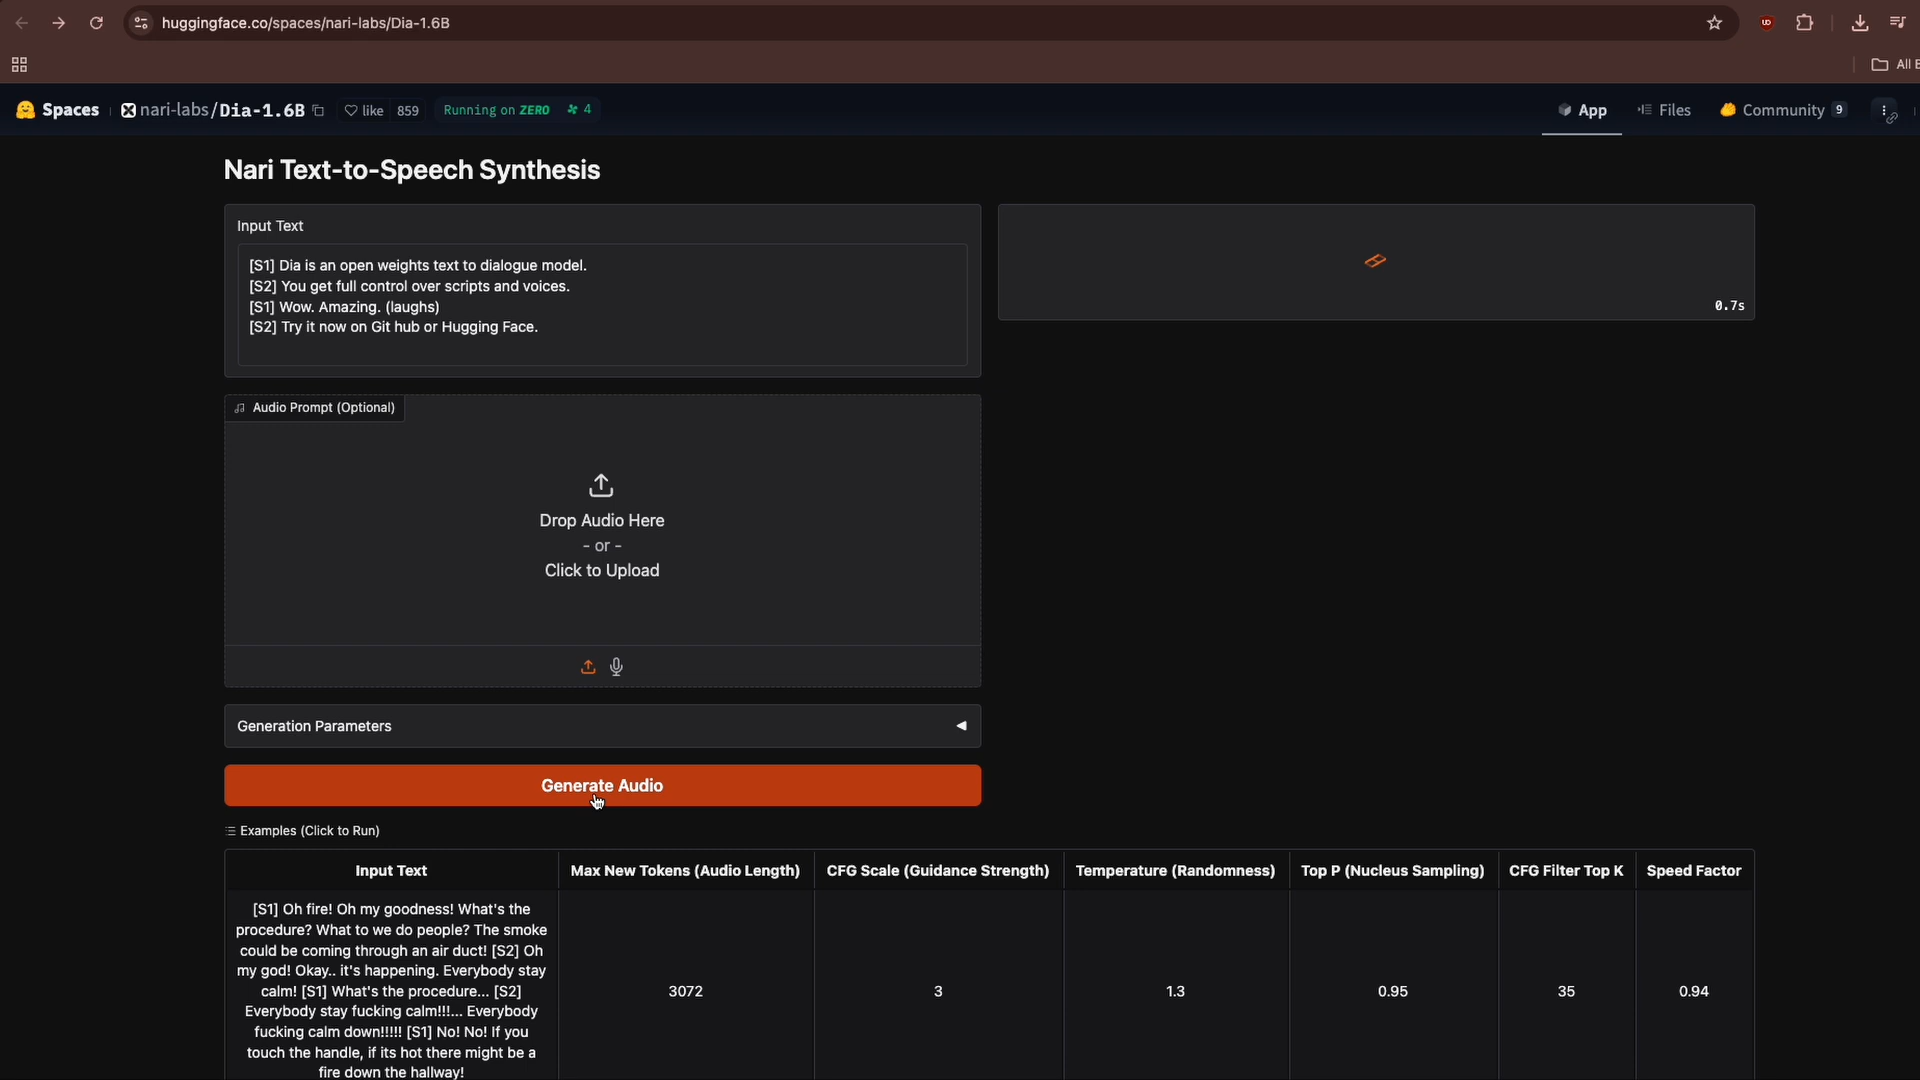 huggingface.co/spaces/nari-labs/Dia-1.6B
All B
Spaces nari-labs/Dia-1.6B like 859 Running on ZERO 4 App Files Community 9
Nari Text-to-Speech Synthesis
Input Text
[S1] Dia is an open weights text to dialogue model.
[S2] You get full control over scripts and voices.
[S1] Wow. Amazing. (laughs)
[S2] Try it now on Git hub or Hugging Face.
0.7s
Audio Prompt (Optional)
Drop Audio Here
- or -
Click to Upload
Generation Parameters
Generate Audio
Examples (Click to Run)
Input Text Max New Tokens (Audio Length) CFG Scale (Guidance Strength) Temperature (Randomness) Top P (Nucleus Sampling) CFG Filter Top K Speed Factor
[S1] Oh fire! Oh my goodness! What's the
procedure? What to we do people? The smoke
could be coming through an air duct! [S2] Oh
my god! Okay.. it's happening. Everybody stay
calm! [S1] What's the procedure... [S2]
Everybody stay fucking calm!!!... Everybody
fucking calm down!!!!! [S1] No! No! If you
touch the handle, if its hot there might be a
fire down the hallway!
3072 3 1.3 0.95 35 0.94